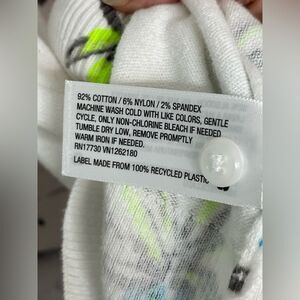 92% COTTON / 6% NYLON / 2% SPANDEX
MACHINE WASH COLD WITH LIKE COLORS, GENTLE
CYCLE, ONLY NON-CHLORINE BLEACH IF NEEDED
TUMBLE DRY LOW, REMOVE PROMPTLY
WARM IRON IF NEEDED.
RN17730 VN1262180
LABEL MADE FROM 100% RECYCLED PLASTIC